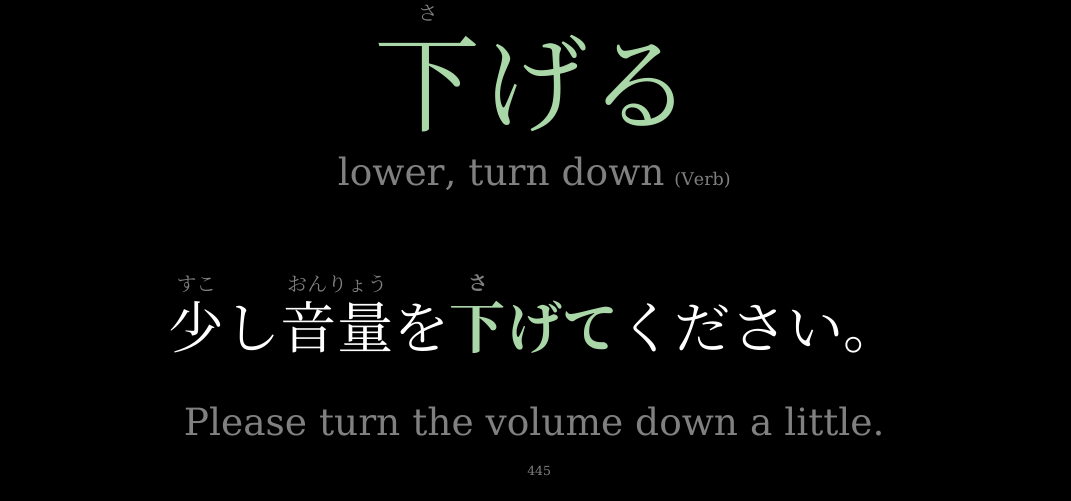 さ
下げる
lower, turn down (Verb)
すこ おんりょう さ
少し音量を下げてください。
Please turn the volume down a little.
445